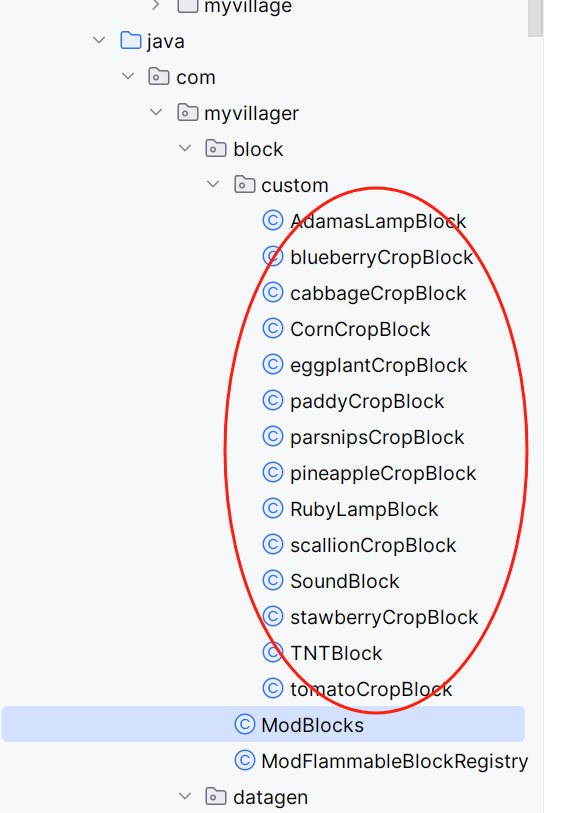 myvillage
java
com
myvillager
block
custom
AdamasLampBlock
blueberryCropBlock
cabbageCropBlock
CornCropBlock
eggplantCropBlock
paddyCropBlock
parsnipsCropBlock
pineappleCropBlock
RubyLampBlock
scallionCropBlock
SoundBlock
stawberryCropBlock
TNTBlock
tomatoCropBlock
ModBlocks
ModFlammableBlockRegistry
datagen